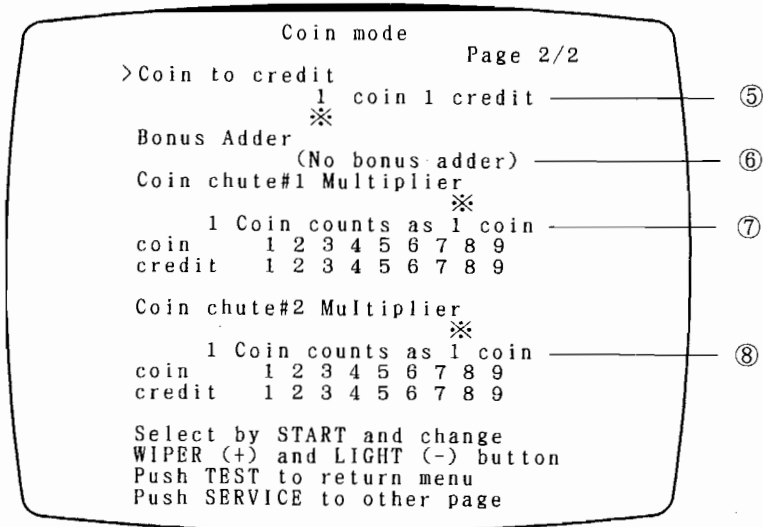 Coin mode
Page 2/2
>Coin to credit
1 coin 1 credit ⑤
※
Bonus Adder
(No bonus adder) ⑥
Coin chute#1 Multiplier
※
1 Coin counts as 1 coin ⑦
coin 1 2 3 4 5 6 7 8 9
credit 1 2 3 4 5 6 7 8 9
Coin chute#2 MuItiplier
※
1 Coin counts as 1 coin ⑧
coin 1 2 3 4 5 6 7 8 9
credit 1 2 3 4 5 6 7 8 9
Select by START and change
WIPER (+) and LIGHT (-) button
Push TEST to return menu
Push SERVICE to other page